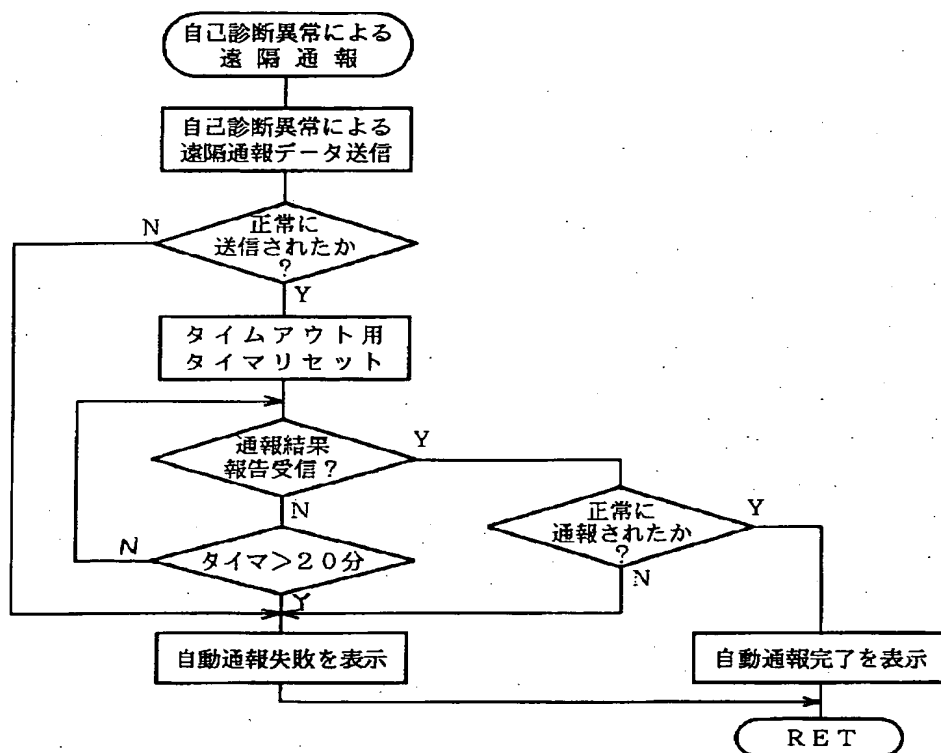 自己診断異常による
遠隔通報
自己診断異常による
遠隔通報データ送信
N
正常に
送信されたか
?
Y
タイムアウト用
タイマリセット
通報結果
報告受信?
Y
N
正常に
通報されたか
?
Y
N
N
タイマ>20分
Y
自動通報失敗を表示
自動通報完了を表示
RET